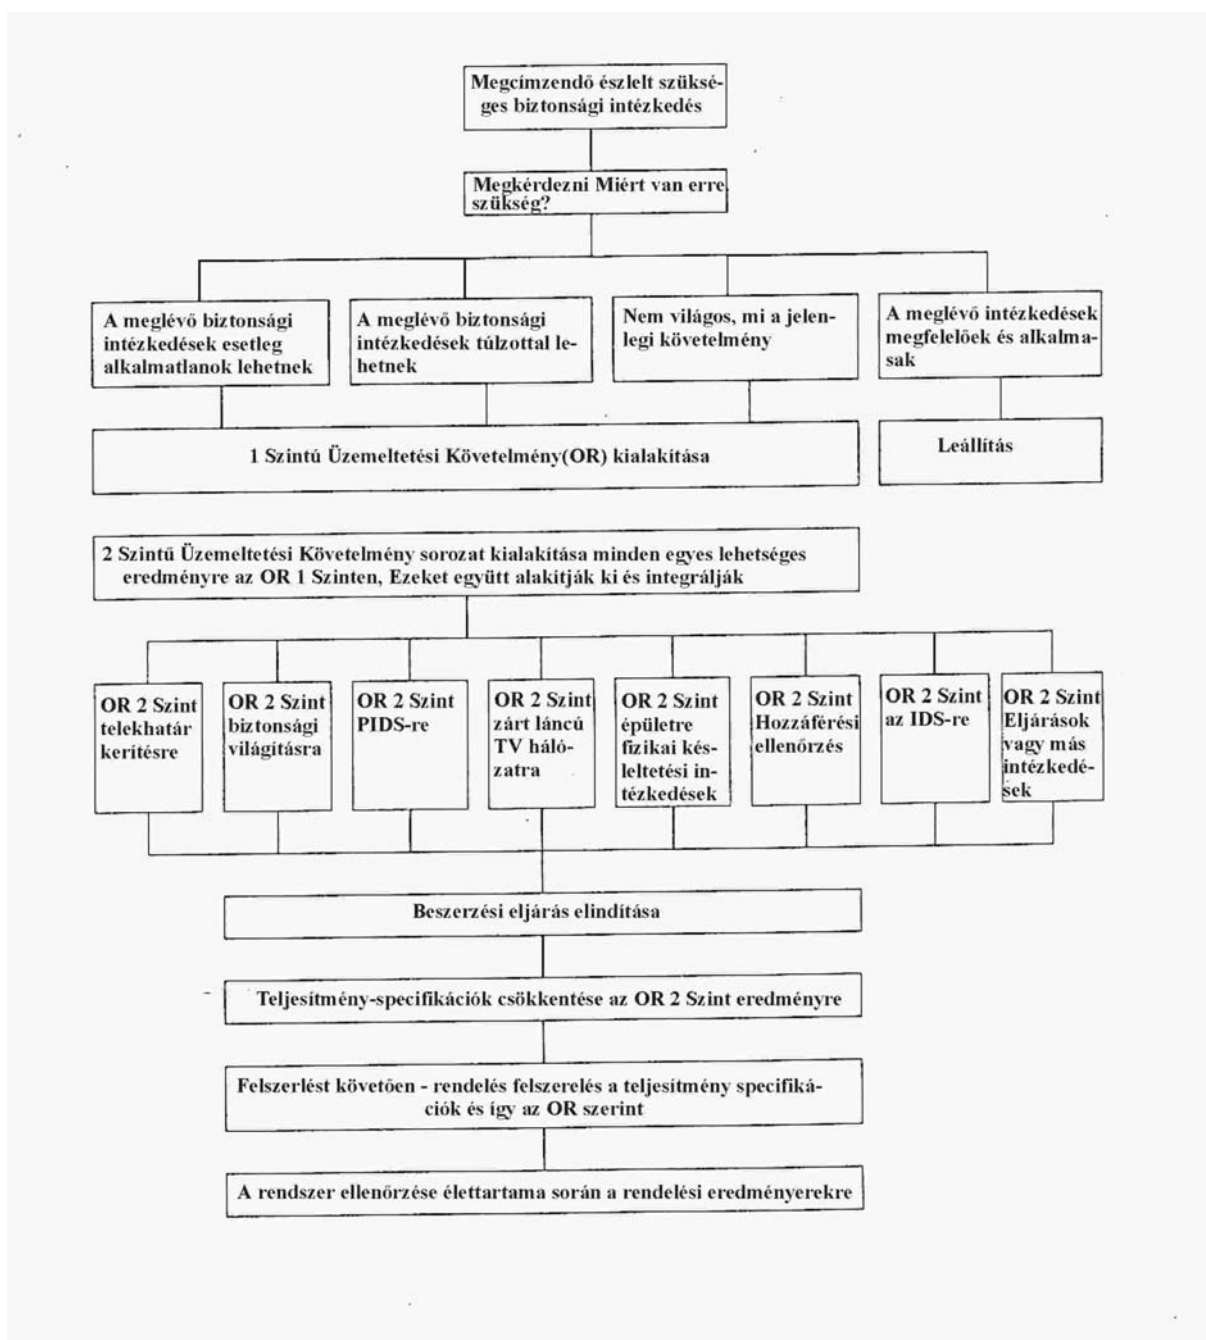 Megcímzendő észlelt szüksé-
ges biztonsági intézkedés
Megkérdezni Miért van erre
szükség?
A meglévő biztonsági
intézkedések esetleg
alkalmatlanok lehetnek
A meglévő biztonsági
intézkedések túlzottal le-
hetnek
Nem világos, mi a jelen-
legi követelmény
A meglévő intézkedések
megfelelőek és alkalma-
sak
1 Szintú Üzemeltetési Követelmény(OR) kialakítása
Leállítás
2 Szintű Üzemeltetési Követelmény sorozat kialakítása minden egyes lehetséges
eredményre az OR 1 Szinten, Ezeket együtt alakítják ki és integrálják
OR 2 Szint
telekhatár
kerítésre
OR 2 Szint
biztonsági
világításra
OR 2 Szint
PIDS-re
OR 2 Szint
zárt láncú
TV háló-
zatra
OR 2 Szint
épületre
fizikai kés-
leltetési in-
tézkedések
OR 2 Szint
Hozzáférési
ellenőrzés
OR 2 Szint
az IDS-re
OR 2 Szint
Eljárások
vagy más
intézkedé-
sek
Beszerzési eljárás elindítása
Teljesítmény-specifikációk csökkentése az OR 2 Szint eredményre
Felszerlést követően - rendelés felszerelés a teljesítmény specifiká-
ciók és így az OR szerint
A rendszer ellenőrzése élettartama során a rendelési eredményerekre